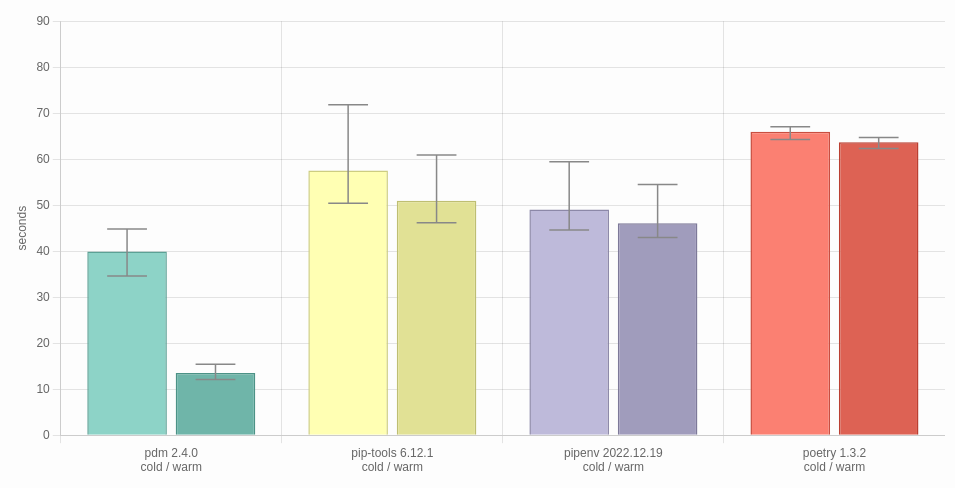 90
80
70
60
50
40
30
20
10
0
seconds
pdm 2.4.0
cold / warm
pip-tools 6.12.1
cold / warm
pipenv 2022.12.19
cold / warm
poetry 1.3.2
cold / warm